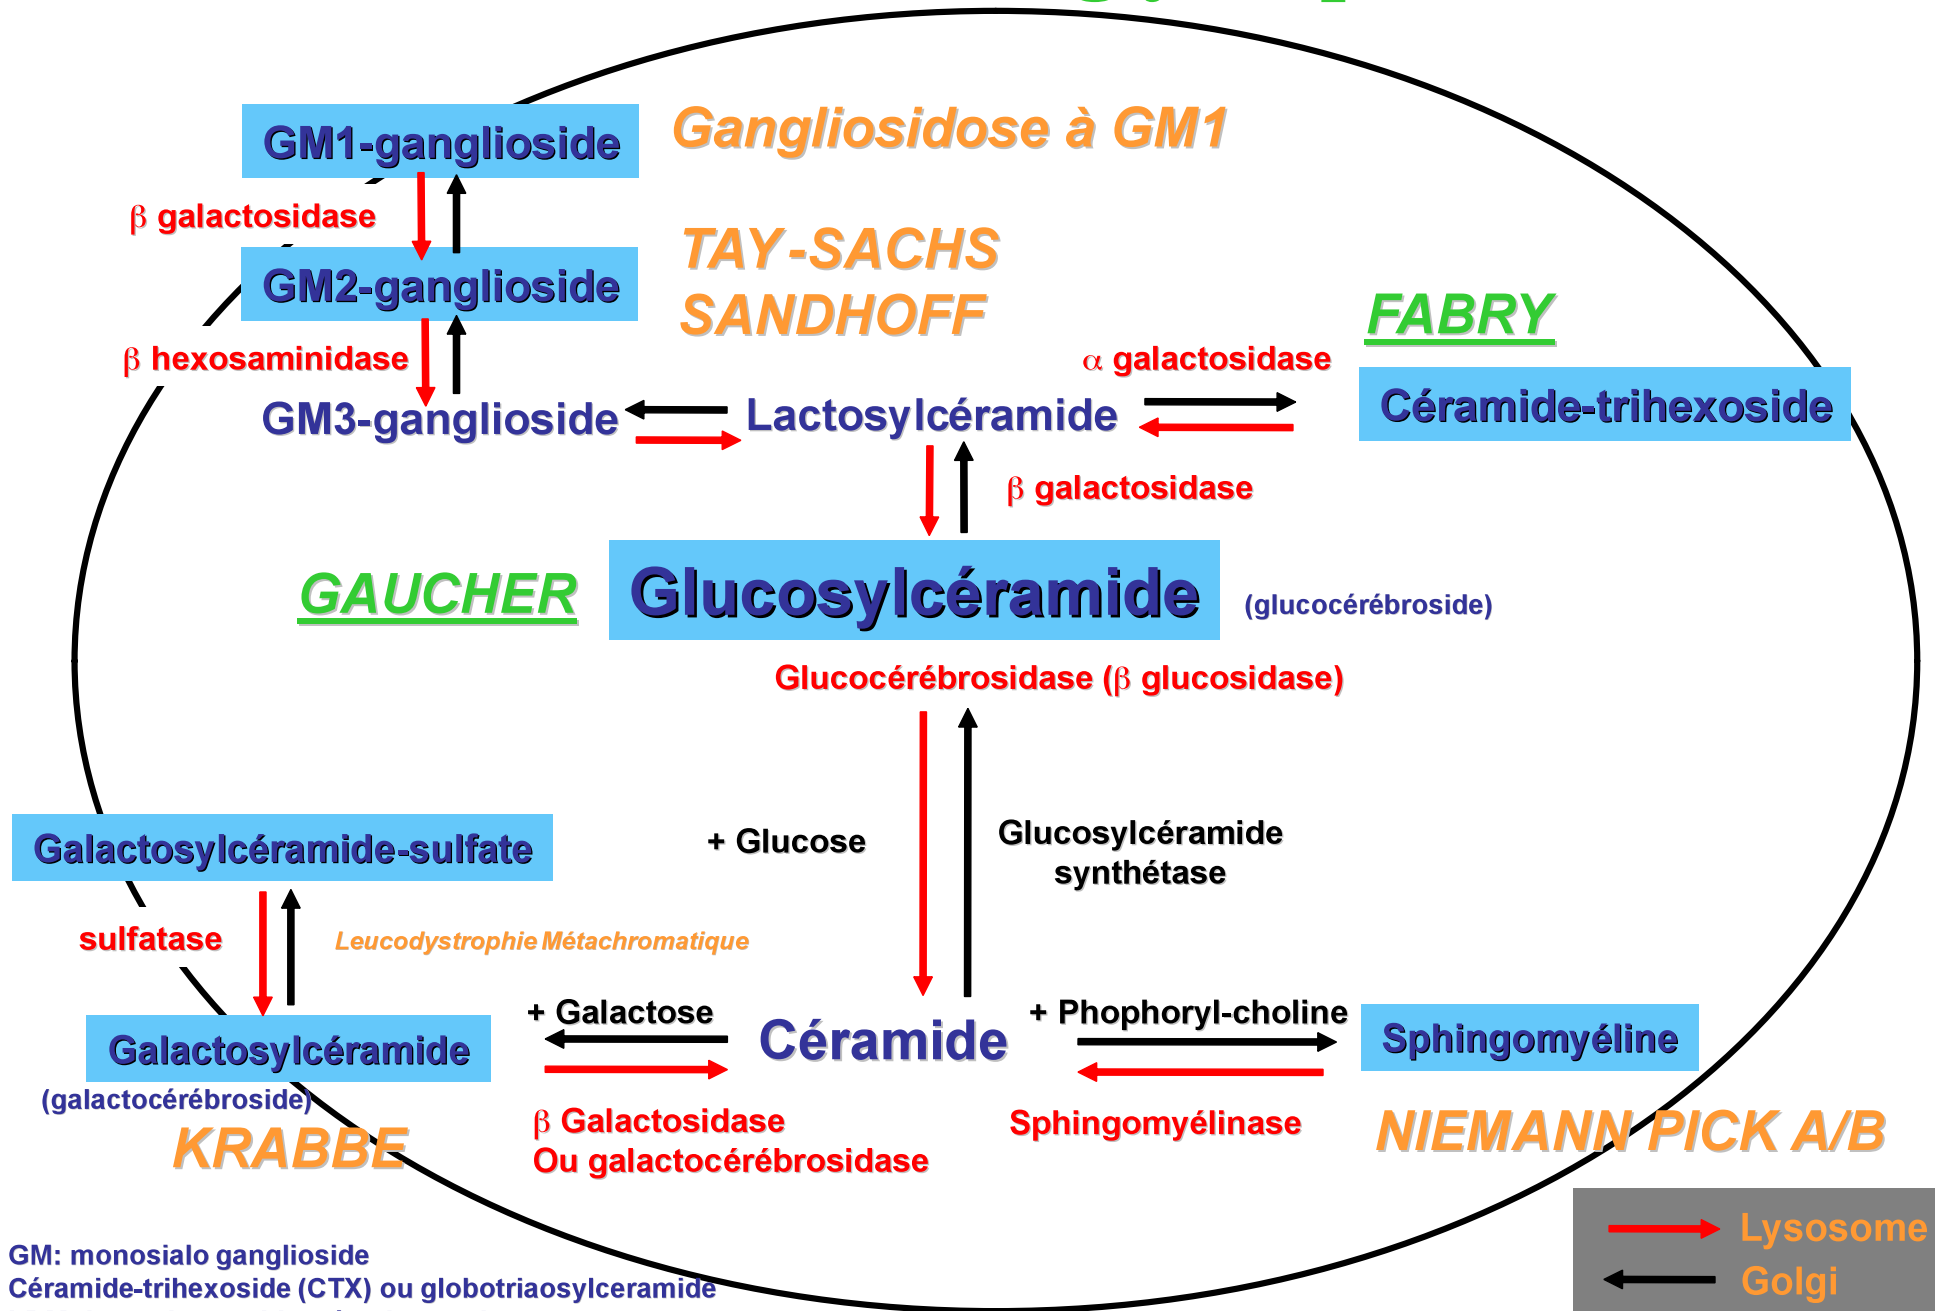 GM1-ganglioside
Gangliosidose à GM1
β galactosidase
GM2-ganglioside
TAY-SACHS
SANDHOFF
β hexosaminidase
FABRY
α galactosidase
GM3-ganglioside
Lactosylcéramide
Céramide-trihexoside
β galactosidase
GAUCHER
Glucosylcéramide
(glucocérébroside)
Glucocérébrosidase (β glucosidase)
+ Glucose
Glucosylcéramide
synthétase
Galactosylcéramide-sulfate
sulfatase
Leucodystrophie Métachromatique
+ Galactose
Céramide
+ Phophoryl-choline
Sphingomyéline
Galactosylcéramide
(galactocérébroside)
KRABBE
β Galactosidase
Ou galactocérébrosidase
Sphingomyélinase
NIEMANN PICK A/B
Lysosome
Golgi
GM: monosialo ganglioside
Céramide-trihexoside (CTX) ou globotriaosylceramide